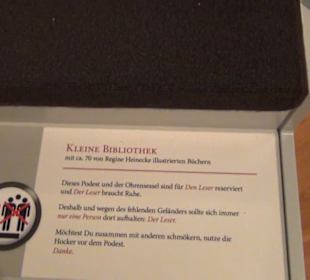 KLEINE BIBLIOTHEK
mit ca. 70 von Regine Heinecke illustrierten Büchern
Dieses Podest und der Ohrensessel sind für Den Leser reserviert
und Der Leser braucht Ruhe.
Deshalb und wegen des fehlenden Geländers sollte sich immer
nur eine Person dort aufhalten: Der Leser.
Möchtest Du zusammen mit anderen schmökern, nutze die
Hocker vor dem Podest.
Danke.